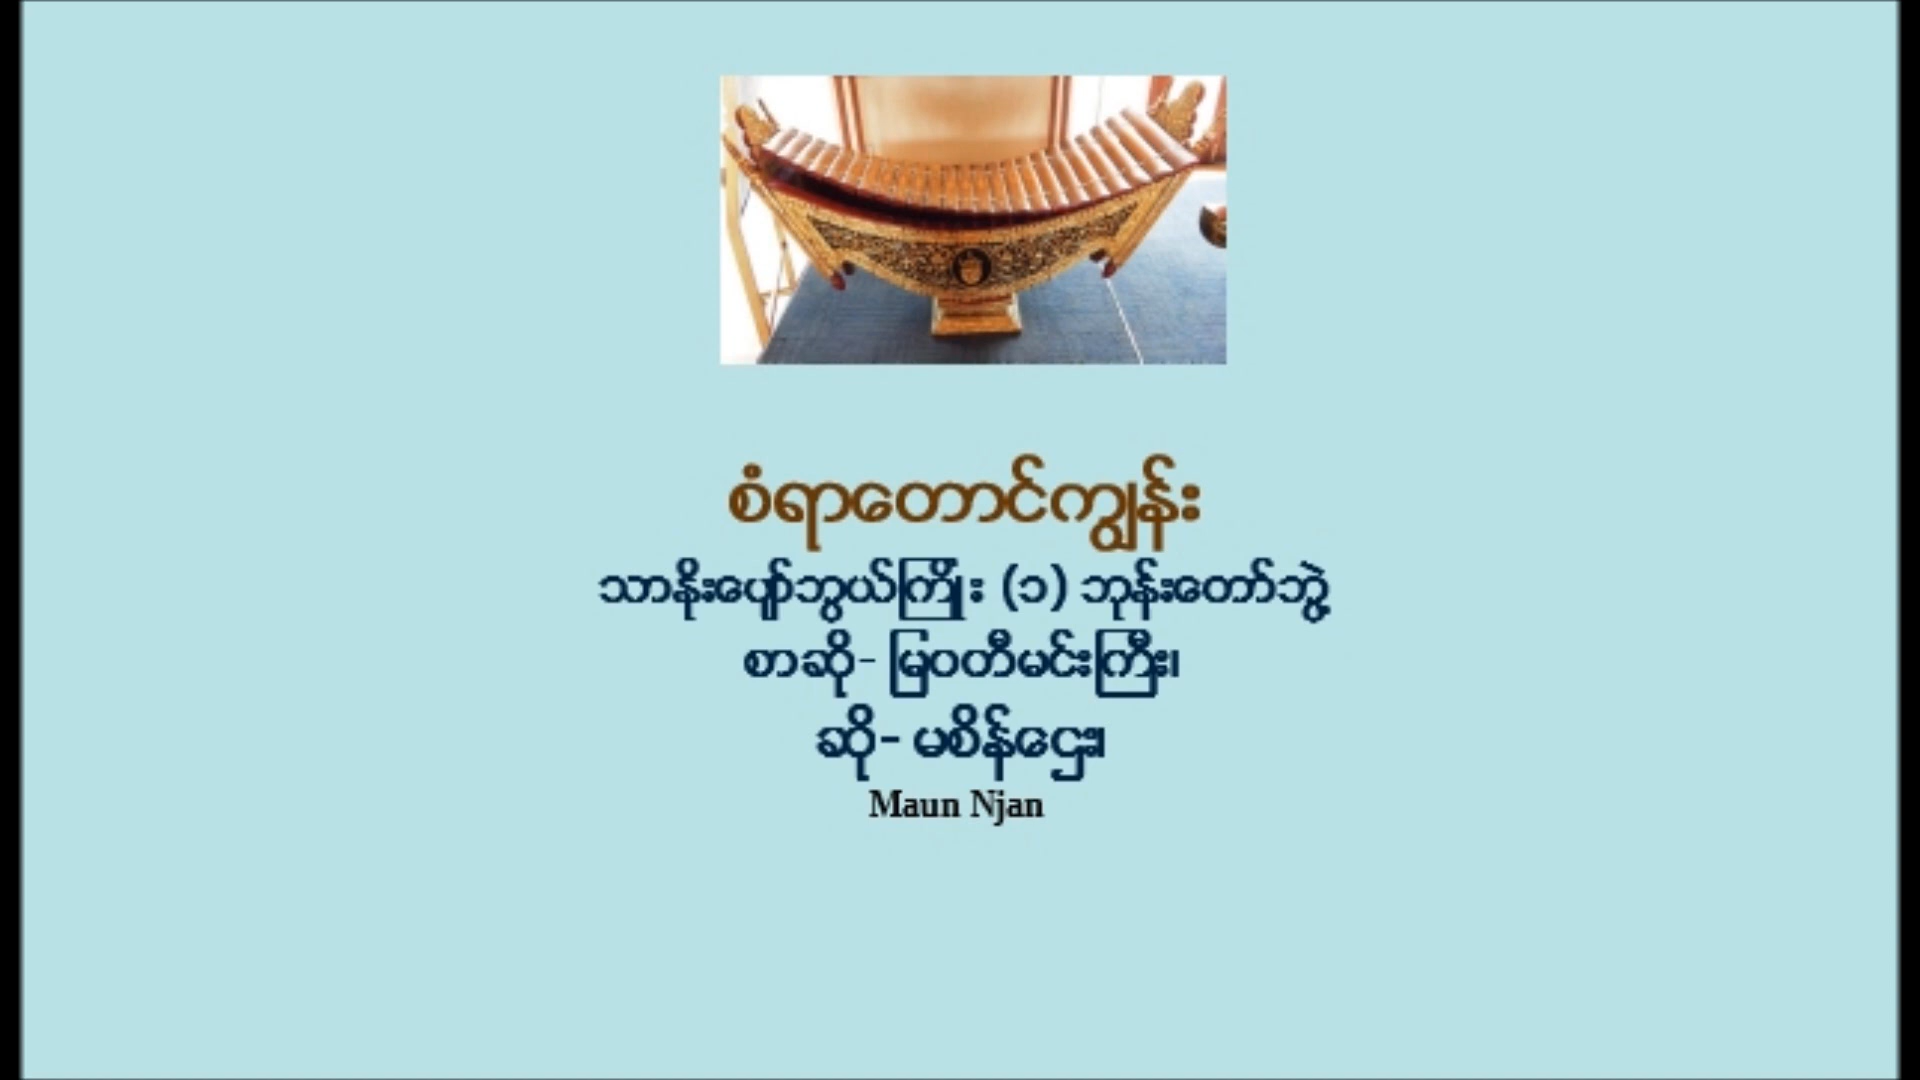 စံရာတောင်ကျွန်း
သာနိုးပျော်ဘွယ်ကြိုး (၁) ဘုန်းတော်ဘွဲ့
စာဆို- မြဝတီမင်းကြီး၊
ဆို- မစိန်ဌေး၊
Maun Njan